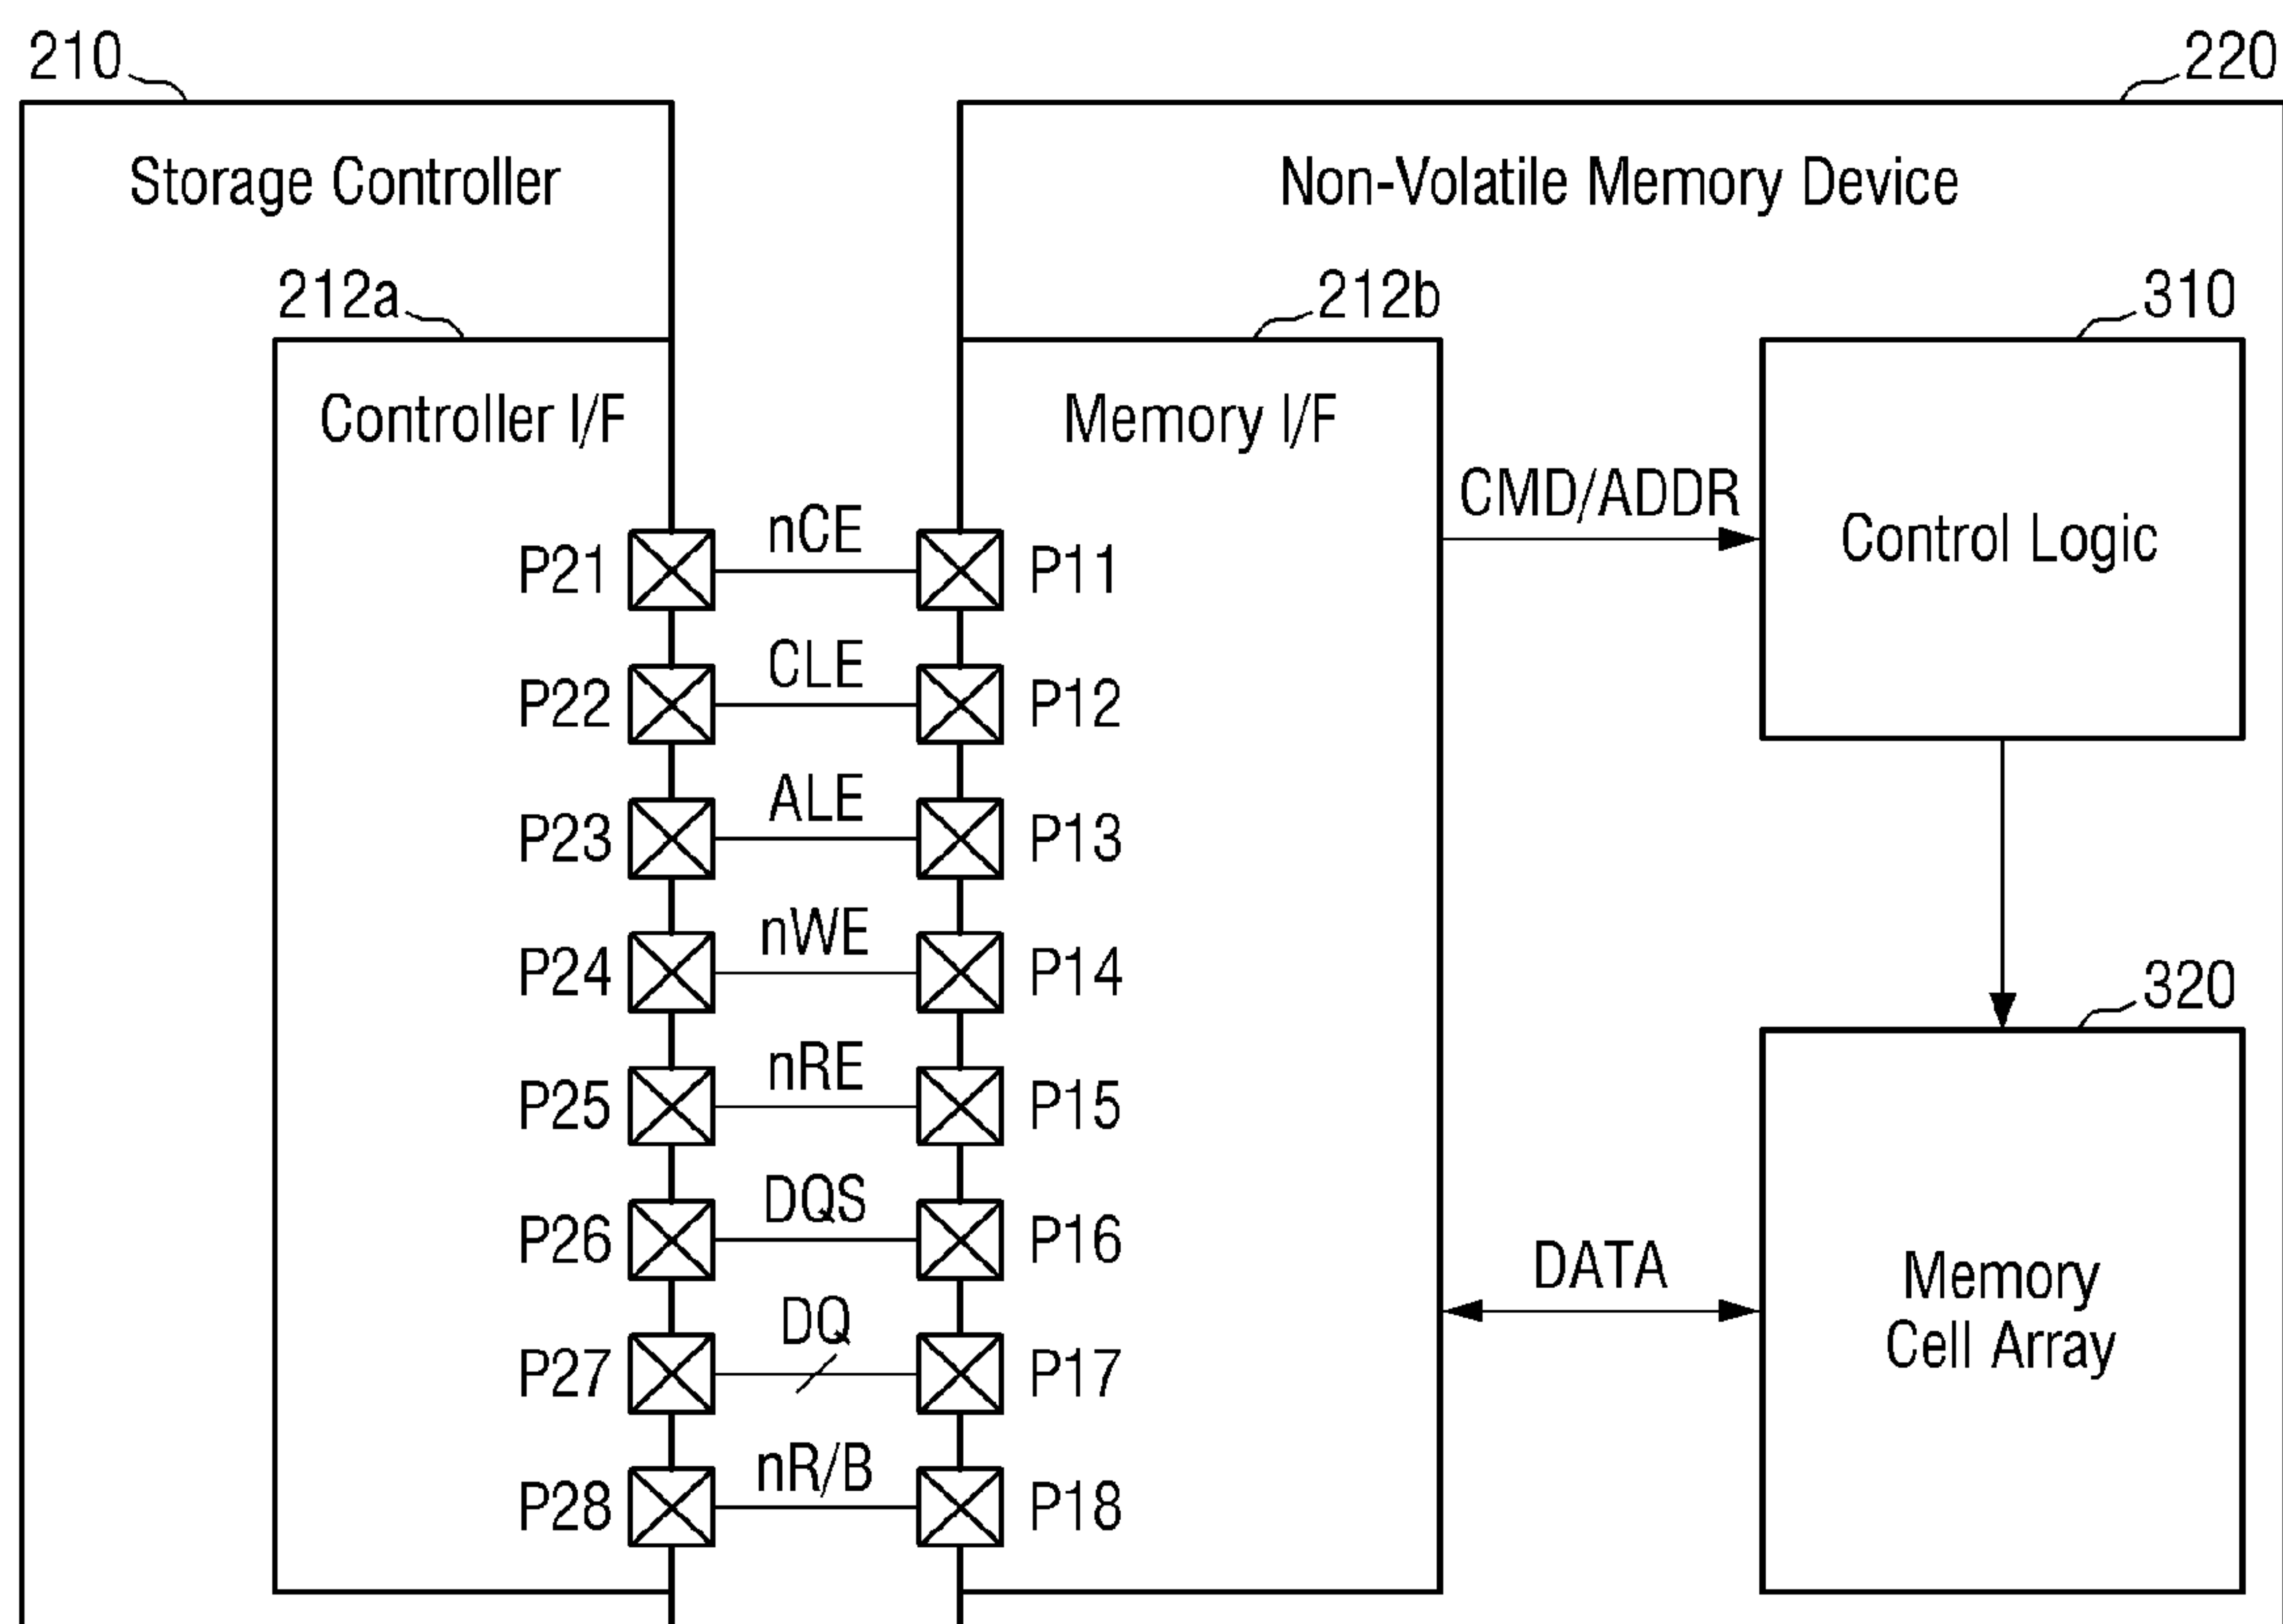 210
220
Storage Controller
Non-Volatile Memory Device
212a
212b
310
Controller I/F
Memory I/F
CMD/ADDR
Control Logic
P21 nCE P11
P22 CLE P12
P23 ALE P13
P24 nWE P14
320
P25 nRE P15
P26 DQS P16
DATA
Memory
Cell Array
P27 DQ P17
P28 nR/B P18